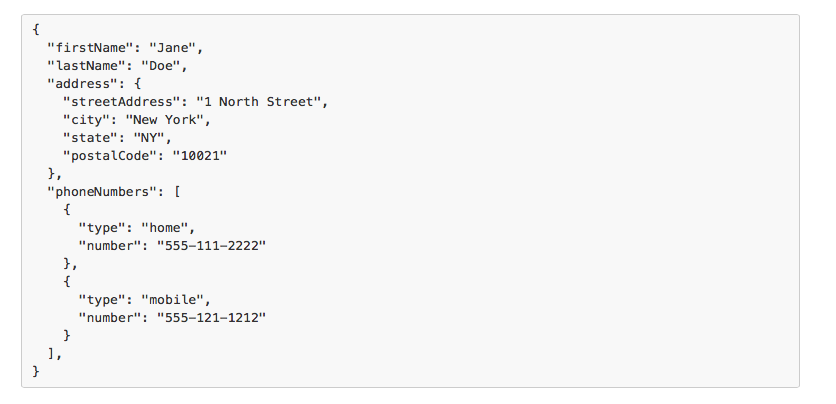 {
  "firstName": "Jane",
  "lastName": "Doe",
  "address": {
    "streetAddress": "1 North Street",
    "city": "New York",
    "state": "NY",
    "postalCode": "10021"
  },
  "phoneNumbers": [
    {
      "type": "home",
      "number": "555-111-2222"
    },
    {
      "type": "mobile",
      "number": "555-121-1212"
    }
  ],
}